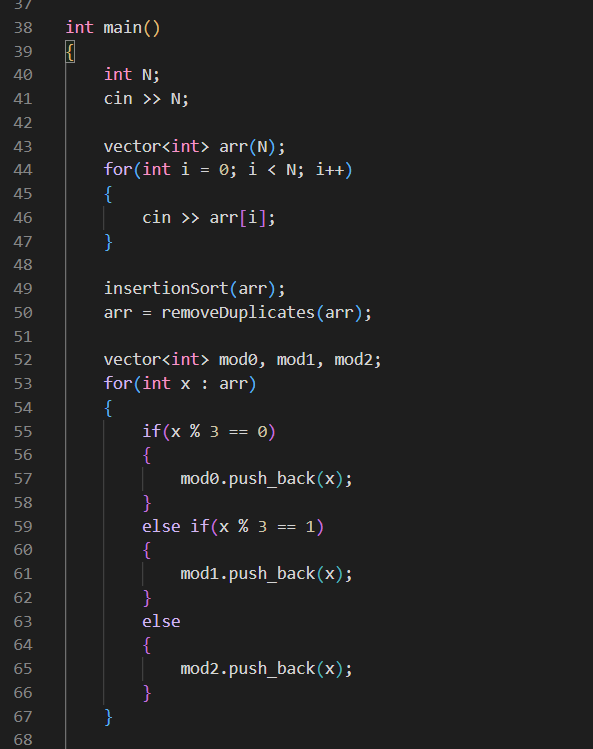 37
38 int main()
39 {
40 int N;
41 cin >> N;
42
43 vector<int> arr(N);
44 for(int i = 0; i < N; i++)
45 {
46 cin >> arr[i];
47 }
48
49 insertionSort(arr);
50 arr = removeDuplicates(arr);
51
52 vector<int> mod0, mod1, mod2;
53 for(int x : arr)
54 {
55 if(x % 3 == 0)
56 {
57 mod0.push_back(x);
58 }
59 else if(x % 3 == 1)
60 {
61 mod1.push_back(x);
62 }
63 else
64 {
65 mod2.push_back(x);
66 }
67 }
68